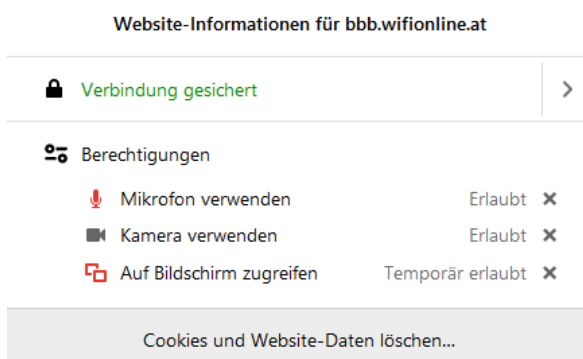 Website-Informationen für bbb.wifionline.at
Verbindung gesichert
Berechtigungen
Mikrofon verwenden Erlaubt
Kamera verwenden Erlaubt
Auf Bildschirm zugreifen Temporär erlaubt
Cookies und Website-Daten löschen...